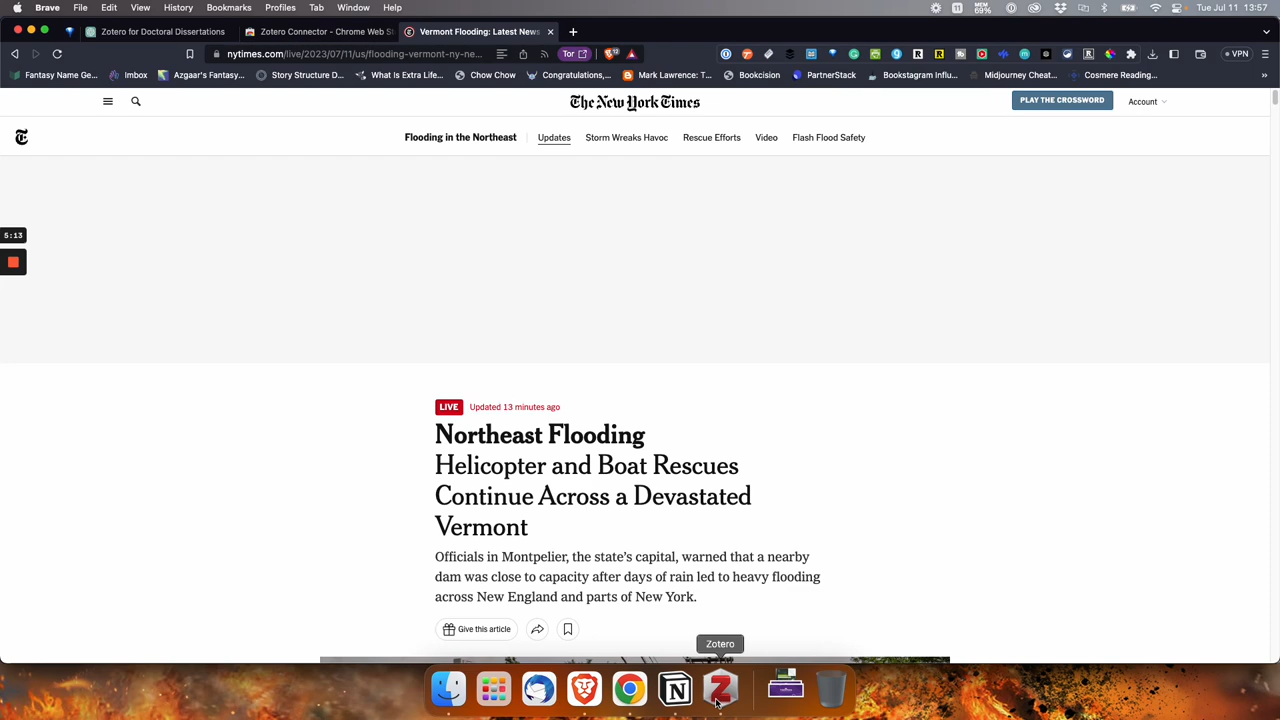 Brave File Edit View History Bookmarks Profiles Tab Window Help 69% Tue Jul 11 13:57
Zotero for Doctoral Dissertations Zotero Connector - Chrome Web S Vermont Flooding: Latest News
nytimes.com/live/2023/07/11/us/flooding-vermont-ny-ne... Tor VPN
Fantasy Name Ge... Inbox Azgaar's Fantasy... Story Structure D... What Is Extra Life... Chow Chow Congratulations,... Mark Lawrence: T... Bookcision PartnerStack Bookstagram Influ... Midjourney Cheat... Cosmere Reading...
The New York Times PLAY THE CROSSWORD Account
Flooding in the Northeast Updates Storm Wreaks Havoc Rescue Efforts Video Flash Flood Safety
5:13
LIVE Updated 13 minutes ago
Northeast Flooding
Helicopter and Boat Rescues
Continue Across a Devastated
Vermont
Officials in Montpelier, the state's capital, warned that a nearby
dam was close to capacity after days of rain led to heavy flooding
across New England and parts of New York.
Give this article
Zotero